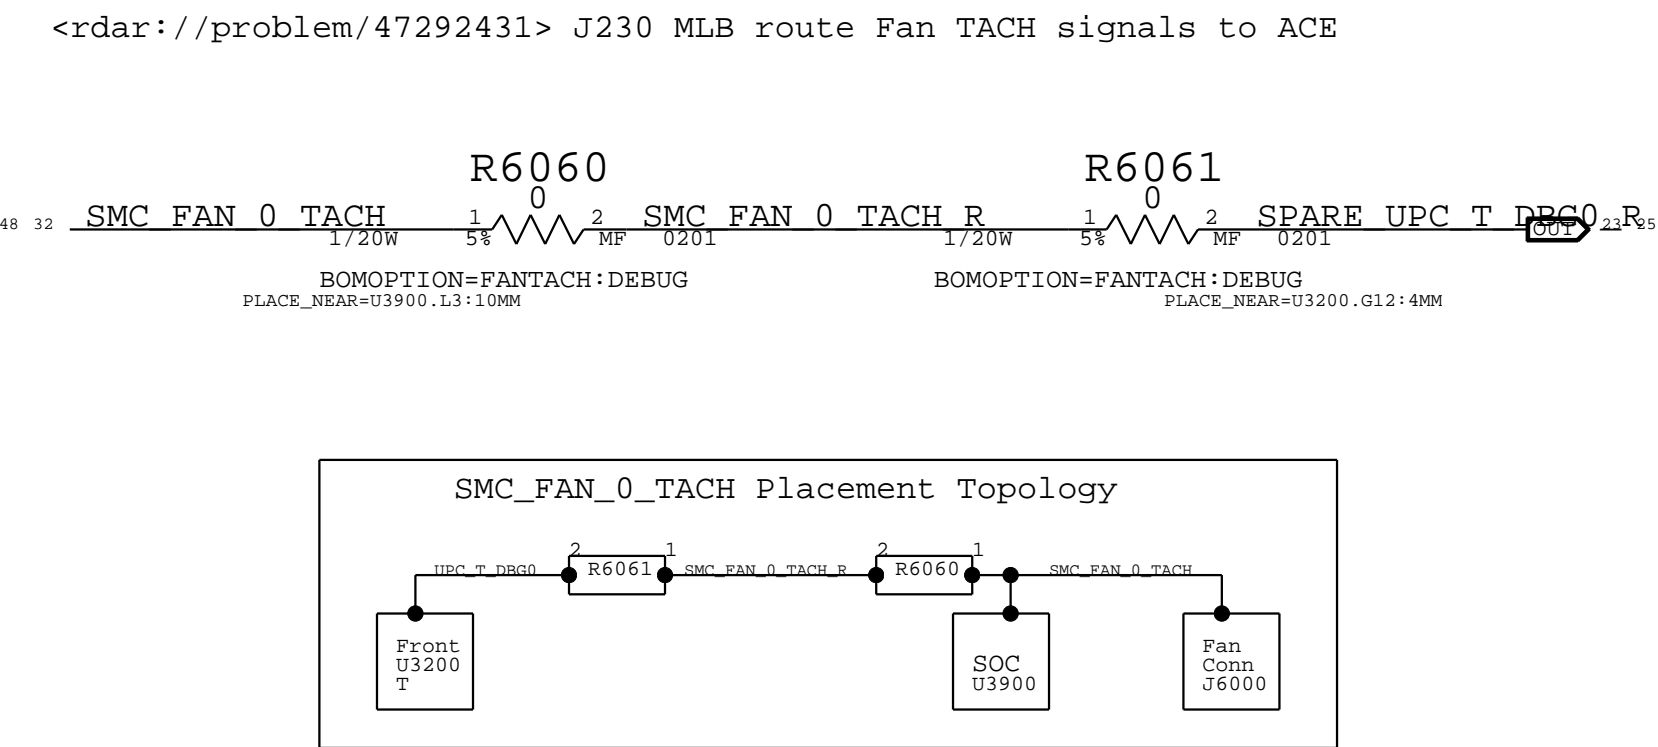 <rdar://problem/47292431> J230 MLB route Fan TACH signals to ACE
R6060
R6061
0
0
48 32 SMC_FAN_0_TACH 1 2 SMC_FAN_0_TACH_R 1 2 SPARE_UPC_T_DBG0_R 23 25
1/20W 5% MF 0201 1/20W 5% MF 0201 OUT
BOMOPTION=FANTACH:DEBUG BOMOPTION=FANTACH:DEBUG
PLACE_NEAR=U3900.L3:10MM PLACE_NEAR=U3200.G12:4MM
SMC_FAN_0_TACH Placement Topology
2 1 2 1
UPC_T_DBG0 R6061 SMC_FAN_0_TACH_R R6060 SMC_FAN_0_TACH
Front
U3200
T
SOC
U3900
Fan
Conn
J6000